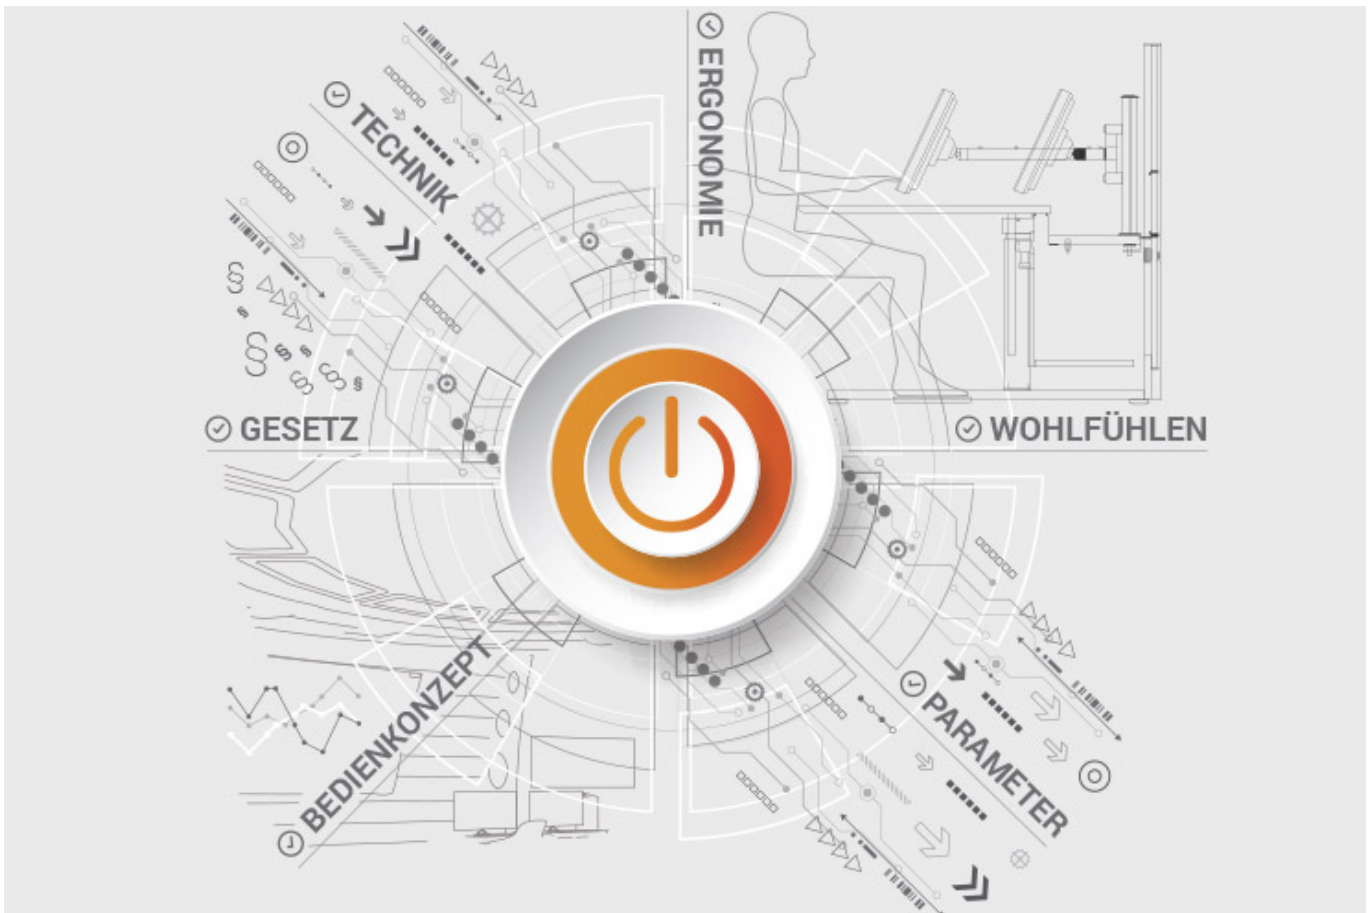 ERGONOMIE
TECHNIK
GESETZ
WOHLFÜHLEN
BEDIENKONZEPT
PARAMETER